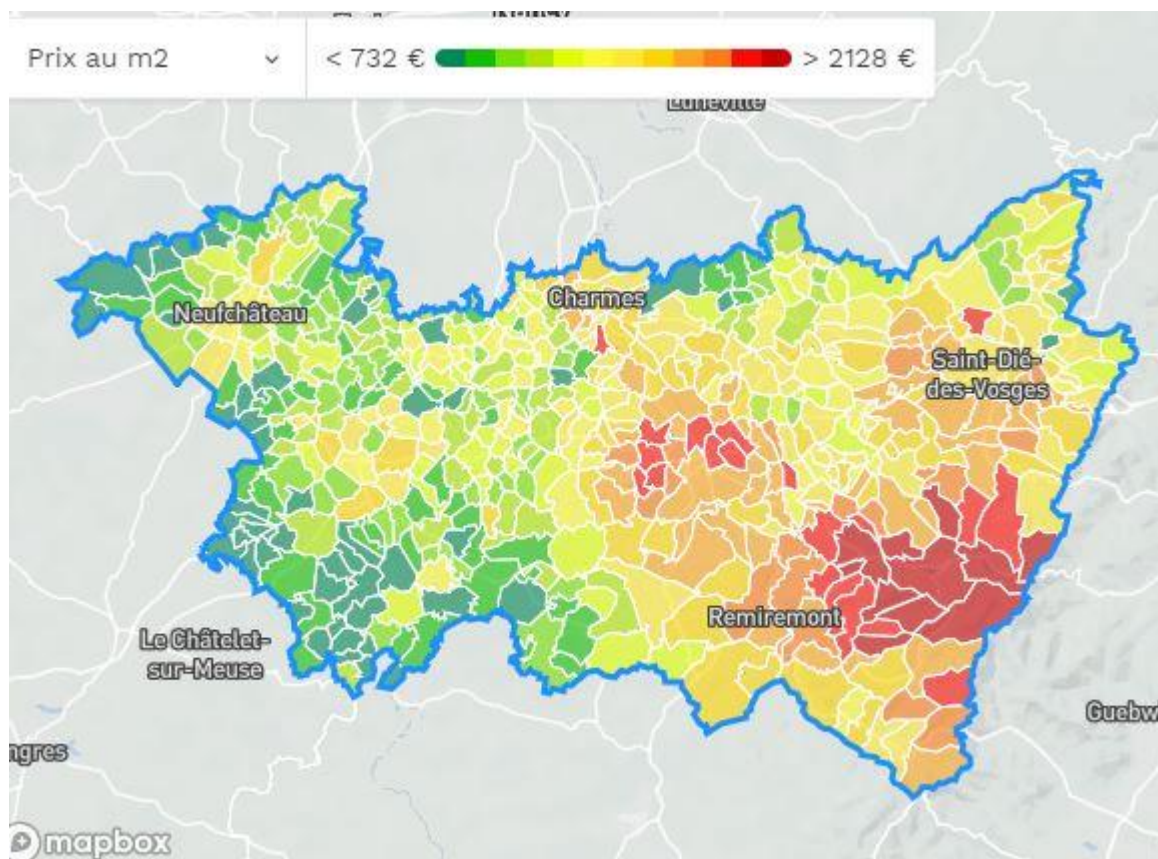 Prix au m2
< 732 €
> 2128 €
Lunéville
Charmes
Neufchâteau
Saint-Dié-
des-Vosges
Remiremont
Le Châtelet-
sur-Meuse
Guebw
ngres
mapbox